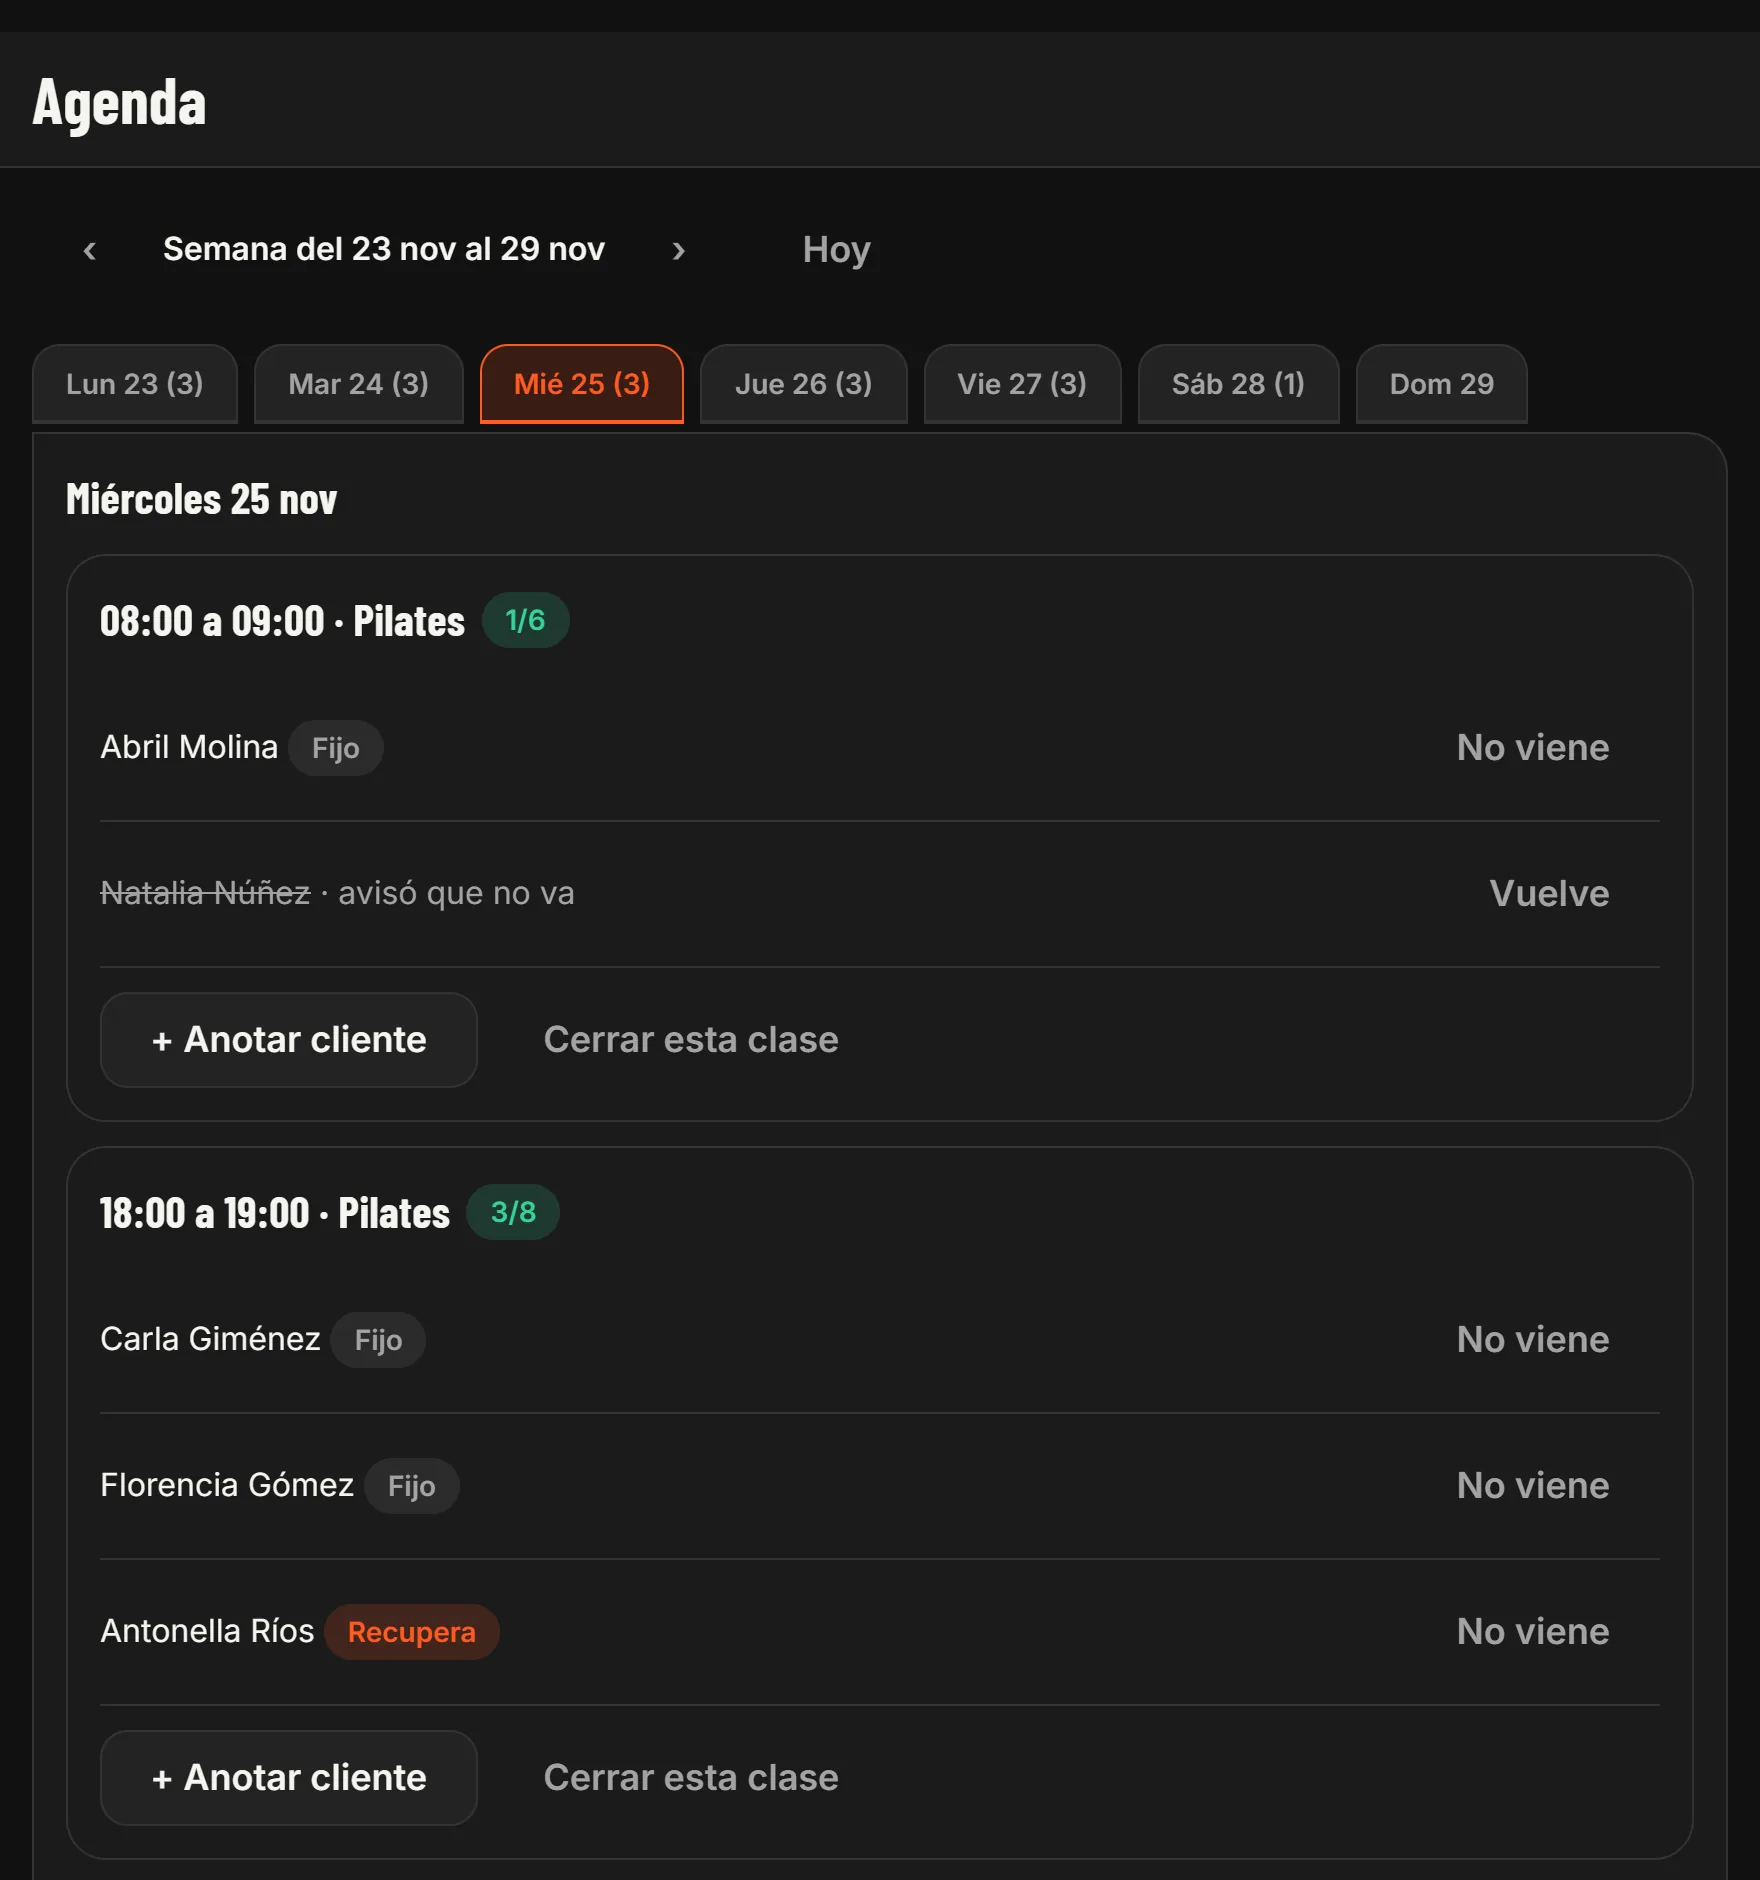 Agenda
‹ Semana del 23 nov al 29 nov › Hoy
Lun 23 (3) Mar 24 (3) Mié 25 (3) Jue 26 (3) Vie 27 (3) Sáb 28 (1) Dom 29
Miércoles 25 nov
08:00 a 09:00 · Pilates 1/6
Abril Molina Fijo No viene
Natalia Núñez · avisó que no va Vuelve
+ Anotar cliente Cerrar esta clase
18:00 a 19:00 · Pilates 3/8
Carla Giménez Fijo No viene
Florencia Gómez Fijo No viene
Antonella Ríos Recupera No viene
+ Anotar cliente Cerrar esta clase